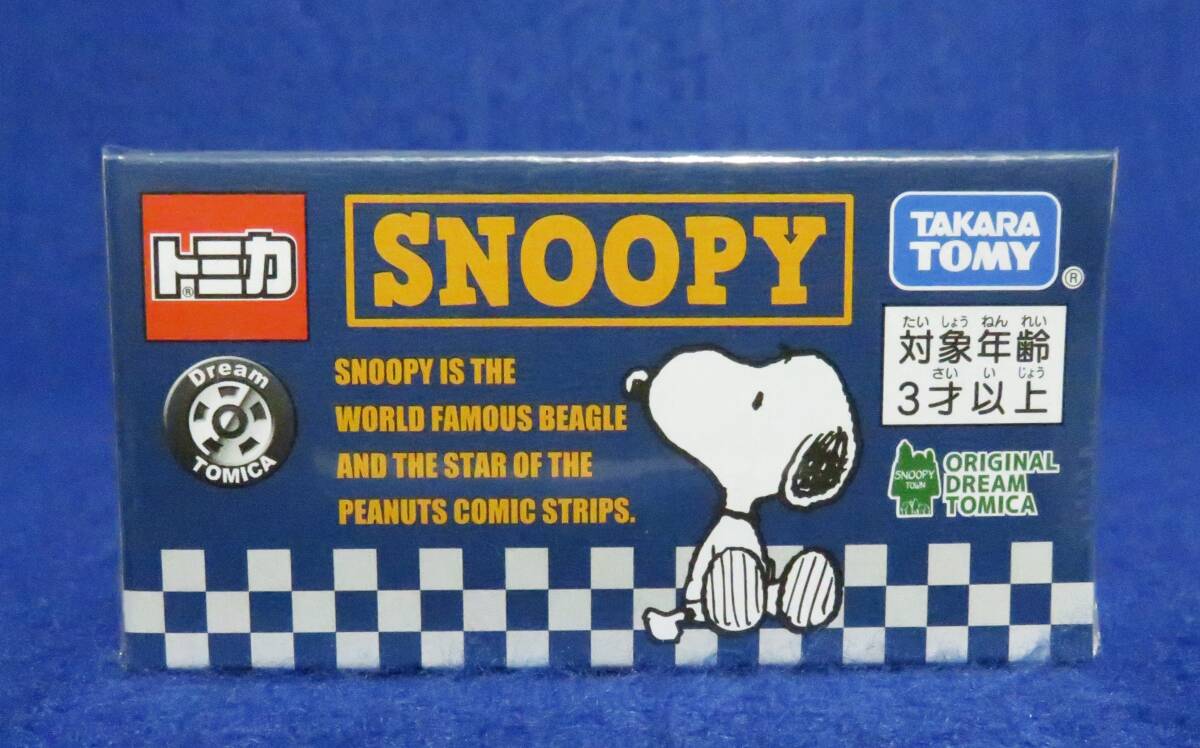 トミカ
®
SNOOPY
TAKARA
TOMY
®
たい しょう ねん れい
対象年齢
さい い じょう
3才以上
Dream
TOMICA
SNOOPY IS THE
WORLD FAMOUS BEAGLE
AND THE STAR OF THE
PEANUTS COMIC STRIPS.
SNOOPY
TOWN
ORIGINAL
DREAM
TOMICA